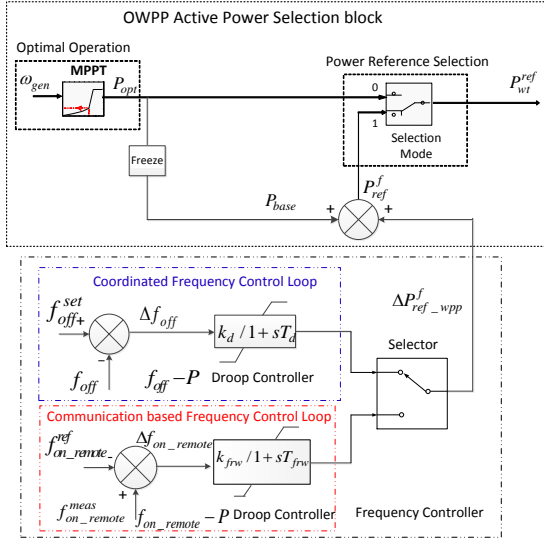 OWPP Active Power Selection block
Optimal Operation
MPPT
ω_gen
P_opt
Power Reference Selection
0
1
Selection
Mode
P_wt^ref
Freeze
P_ref^f
P_base
+
+
Coordinated Frequency Control Loop
f_off^set
+
-
Δf_off
k_d / 1 + sT_d
f_off
f_off – P Droop Controller
ΔP_ref_wpp^f
Selector
Communication based Frequency Control Loop
f_on_remote^ref
-
+
Δf_on_remote
k_frw / 1 + sT_frw
f_on_remote^meas
f_on_remote – P Droop Controller
Frequency Controller